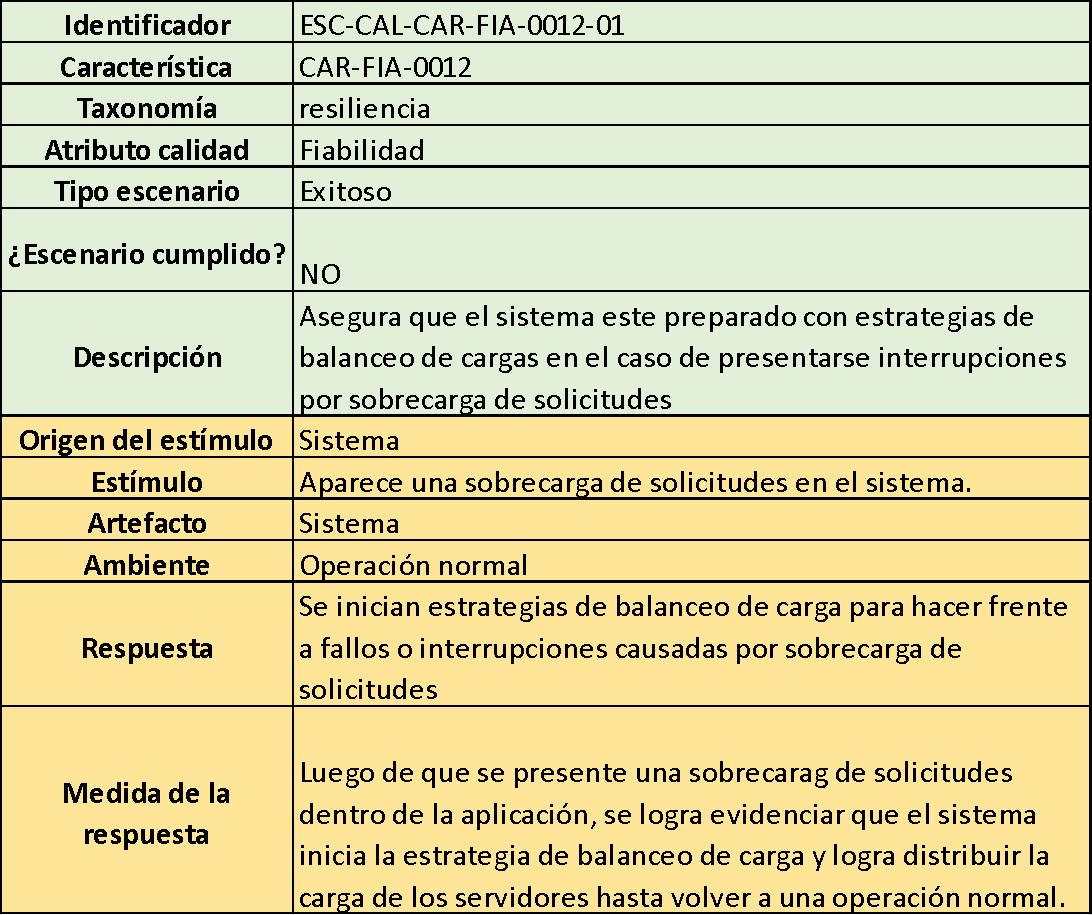 Identificador ESC-CAL-CAR-FIA-0012-01
Característica CAR-FIA-0012
Taxonomía resiliencia
Atributo calidad Fiabilidad
Tipo escenario Exitoso
¿Escenario cumplido? NO
Descripción Asegura que el sistema este preparado con estrategias de
balanceo de cargas en el caso de presentarse interrupciones
por sobrecarga de solicitudes
Origen del estímulo Sistema
Estímulo Aparece una sobrecarga de solicitudes en el sistema.
Artefacto Sistema
Ambiente Operación normal
Respuesta Se inician estrategias de balanceo de carga para hacer frente
a fallos o interrupciones causadas por sobrecarga de
solicitudes
Medida de la
respuesta
Luego de que se presente una sobrecarag de solicitudes
dentro de la aplicación, se logra evidenciar que el sistema
inicia la estrategia de balanceo de carga y logra distribuir la
carga de los servidores hasta volver a una operación normal.